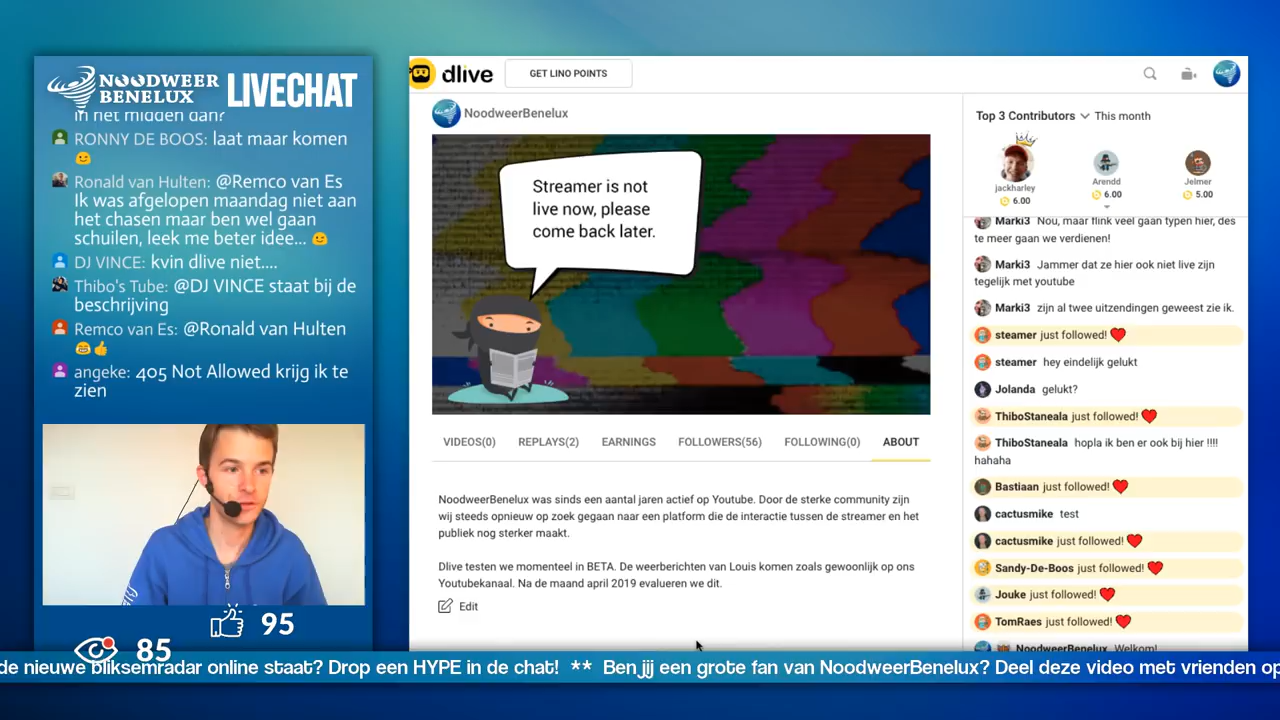 NOODWEER
BENELUX
LIVECHAT
in het midden dan?
RONNY DE BOOS: laat maar komen
Ronald van Hulten: @Remco van Es
Ik was afgelopen maandag niet aan
het chasen maar ben wel gaan
schuilen, leek me beter idee...
DJ VINCE: kvin dlive niet....
Thibo's Tube: @DJ VINCE staat bij de
beschrijving
Remco van Es: @Ronald van Hulten
angeke: 405 Not Allowed krijg ik te
zien
95
85
dlive
GET LINO POINTS
NoodweerBenelux
Streamer is not
live now, please
come back later.
VIDEOS(0) REPLAYS(2) EARNINGS FOLLOWERS(56) FOLLOWING(0) ABOUT
NoodweerBenelux was sinds een aantal jaren actief op Youtube. Door de sterke community zijn
wij steeds opnieuw op zoek gegaan naar een platform die de interactie tussen de streamer en het
publiek nog sterker maakt.
Dlive testen we momenteel in BETA. De weerberichten van Louis komen zoals gewoonlijk op ons
Youtubekanaal. Na de maand april 2019 evalueren we dit.
Edit
Top 3 Contributors This month
jackharley
6.00
Arendd
6.00
Jelmer
5.00
Marki3 Nou, maar flink veel gaan typen hier, des
te meer gaan we verdienen!
Marki3 Jammer dat ze hier ook niet live zijn
tegelijk met youtube
Marki3 zijn al twee uitzendingen geweest zie ik.
steamer just followed!
steamer hey eindelijk gelukt
Jolanda gelukt?
ThiboStaneala just followed!
ThiboStaneala hopla ik ben er ook bij hier !!!!
hahaha
Bastiaan just followed!
cactusmike test
cactusmike just followed!
Sandy-De-Boos just followed!
Jouke just followed!
TomRaes just followed!
NoodweerBenelux Welkom!
de nieuwe bliksemradar online staat? Drop een HYPE in de chat! ** Ben jij een grote fan van NoodweerBenelux? Deel deze video met vrienden op